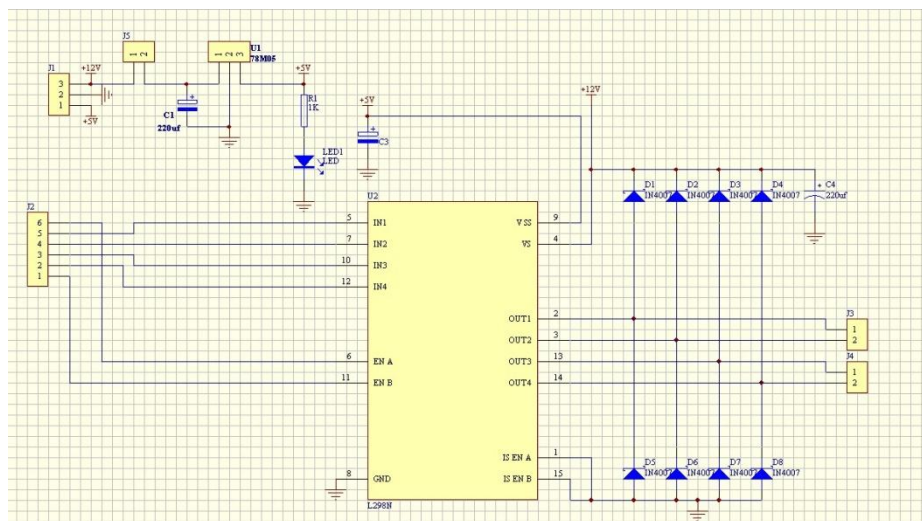 J5
U1
78M05
1 2
1 2 3
J1
+12V
3
2
1
+5V
C1
220uf
+5V
R1
1K
LED1
LED
+5V
C3
+12V
D1
IN4007
D2
IN4007
D3
IN4007
D4
IN4007
C4
220uf
U2
J2
6
5
4
3
2
1
5 IN1
7 IN2
10 IN3
12 IN4
6 EN A
11 EN B
8 GND
VSS 9
VS 4
OUT1 2
OUT2 3
OUT3 13
OUT4 14
ISEN A 1
ISEN B 15
L298N
J3
1
2
J4
1
2
D5
IN4007
D6
IN4007
D7
IN4007
D8
IN4007